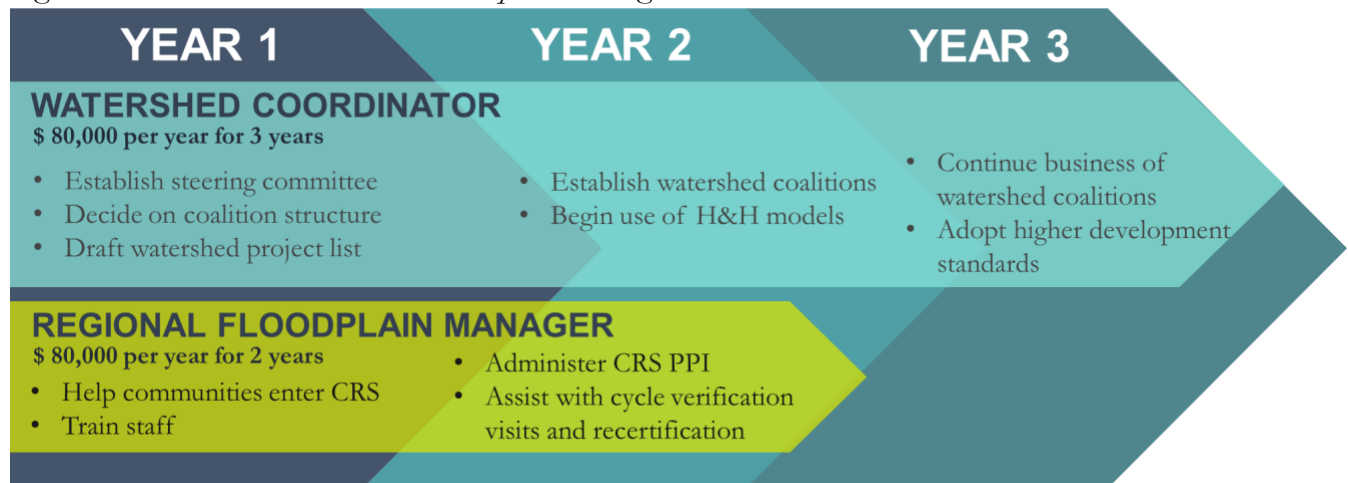 YEAR 1
YEAR 2
YEAR 3
WATERSHED COORDINATOR
$ 80,000 per year for 3 years
• Establish steering committee
• Decide on coalition structure
• Draft watershed project list
• Establish watershed coalitions
• Begin use of H&H models
• Continue business of
watershed coalitions
• Adopt higher development
standards
REGIONAL FLOODPLAIN MANAGER
$ 80,000 per year for 2 years
• Help communities enter CRS
• Train staff
• Administer CRS PPI
• Assist with cycle verification
visits and recertification